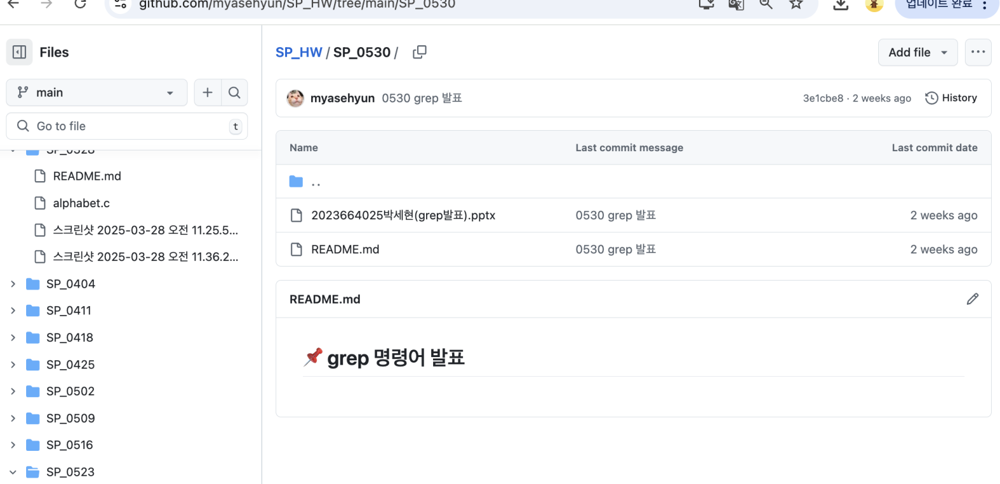 github.com/myasehyun/SP_HW/tree/main/SP_0530
업데이트 완료
Files
SP_HW / SP_0530 /
Add file
main
myasehyun 0530 grep 발표
3e1cbe8 · 2 weeks ago
History
Go to file
t
Name
Last commit message
Last commit date
SP_0328
README.md
..
alphabet.c
2023664025박세현(grep발표).pptx
0530 grep 발표
2 weeks ago
스크린샷 2025-03-28 오전 11.25.5...
README.md
0530 grep 발표
2 weeks ago
스크린샷 2025-03-28 오전 11.36.2...
SP_0404
README.md
SP_0411
SP_0418
grep 명령어 발표
SP_0425
SP_0502
SP_0509
SP_0516
SP_0523